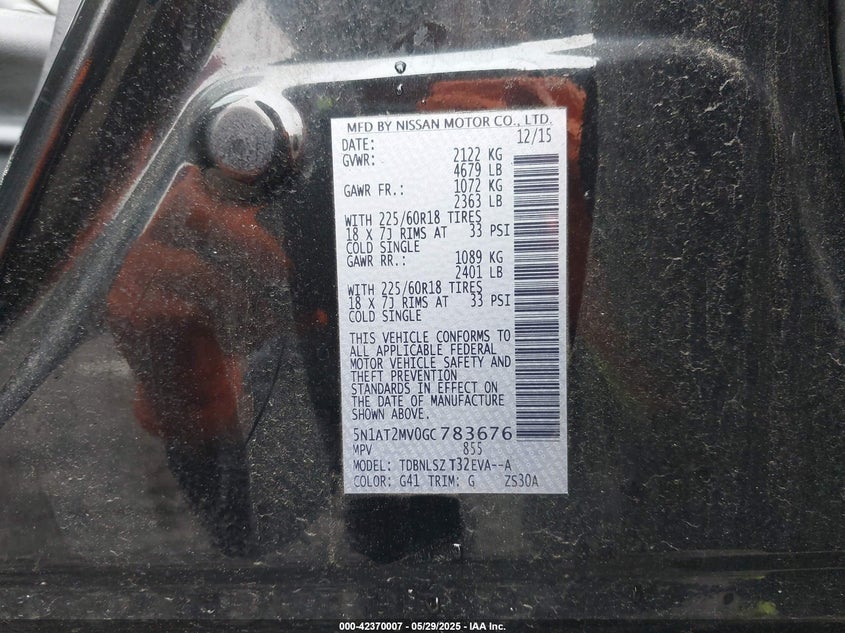 MFD BY NISSAN MOTOR CO., LTD.
DATE: 12/15
GVWR: 2122 KG
4679 LB
GAWR FR.: 1072 KG
2363 LB
WITH 225/60R18 TIRES
18 X 7J RIMS AT 33 PSI
COLD SINGLE
GAWR RR.: 1089 KG
2401 LB
WITH 225/60R18 TIRES
18 X 7J RIMS AT 33 PSI
COLD SINGLE
THIS VEHICLE CONFORMS TO
ALL APPLICABLE FEDERAL
MOTOR VEHICLE SAFETY AND
THEFT PREVENTION
STANDARDS IN EFFECT ON
THE DATE OF MANUFACTURE
SHOWN ABOVE.
5N1AT2MV0GC783676
MPV 855
MODEL: TDBNLSZ T32EVA--A
COLOR: G41 TRIM: G ZS30A
000-42370007 - 05/29/2025 - IAA Inc.